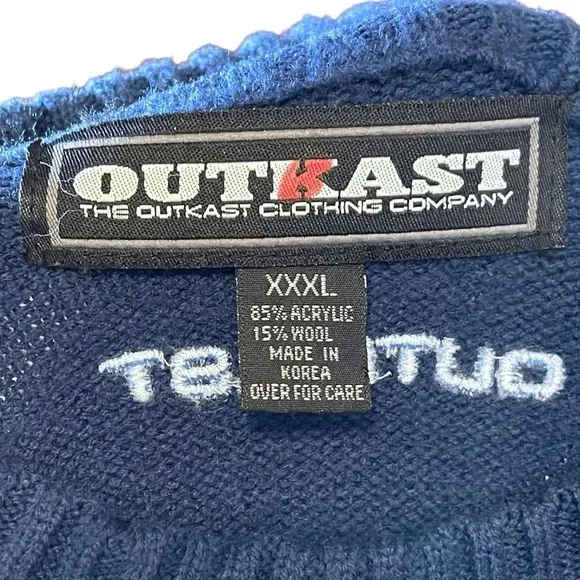 OUTKAST
THE OUTKAST CLOTHING COMPANY
XXXL
85% ACRYLIC
15% WOOL
MADE IN
KOREA
OVER FOR CARE